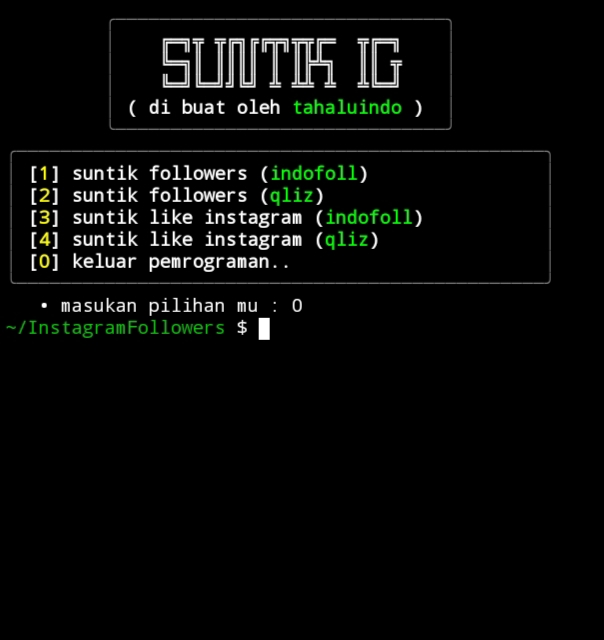 SUNTIK IG
( di buat oleh tahaluindo )
[1] suntik followers (indofoll)
[2] suntik followers (qliz)
[3] suntik like instagram (indofoll)
[4] suntik like instagram (qliz)
[0] keluar pemrograman..
• masukan pilihan mu : 0
~/InstagramFollowers $